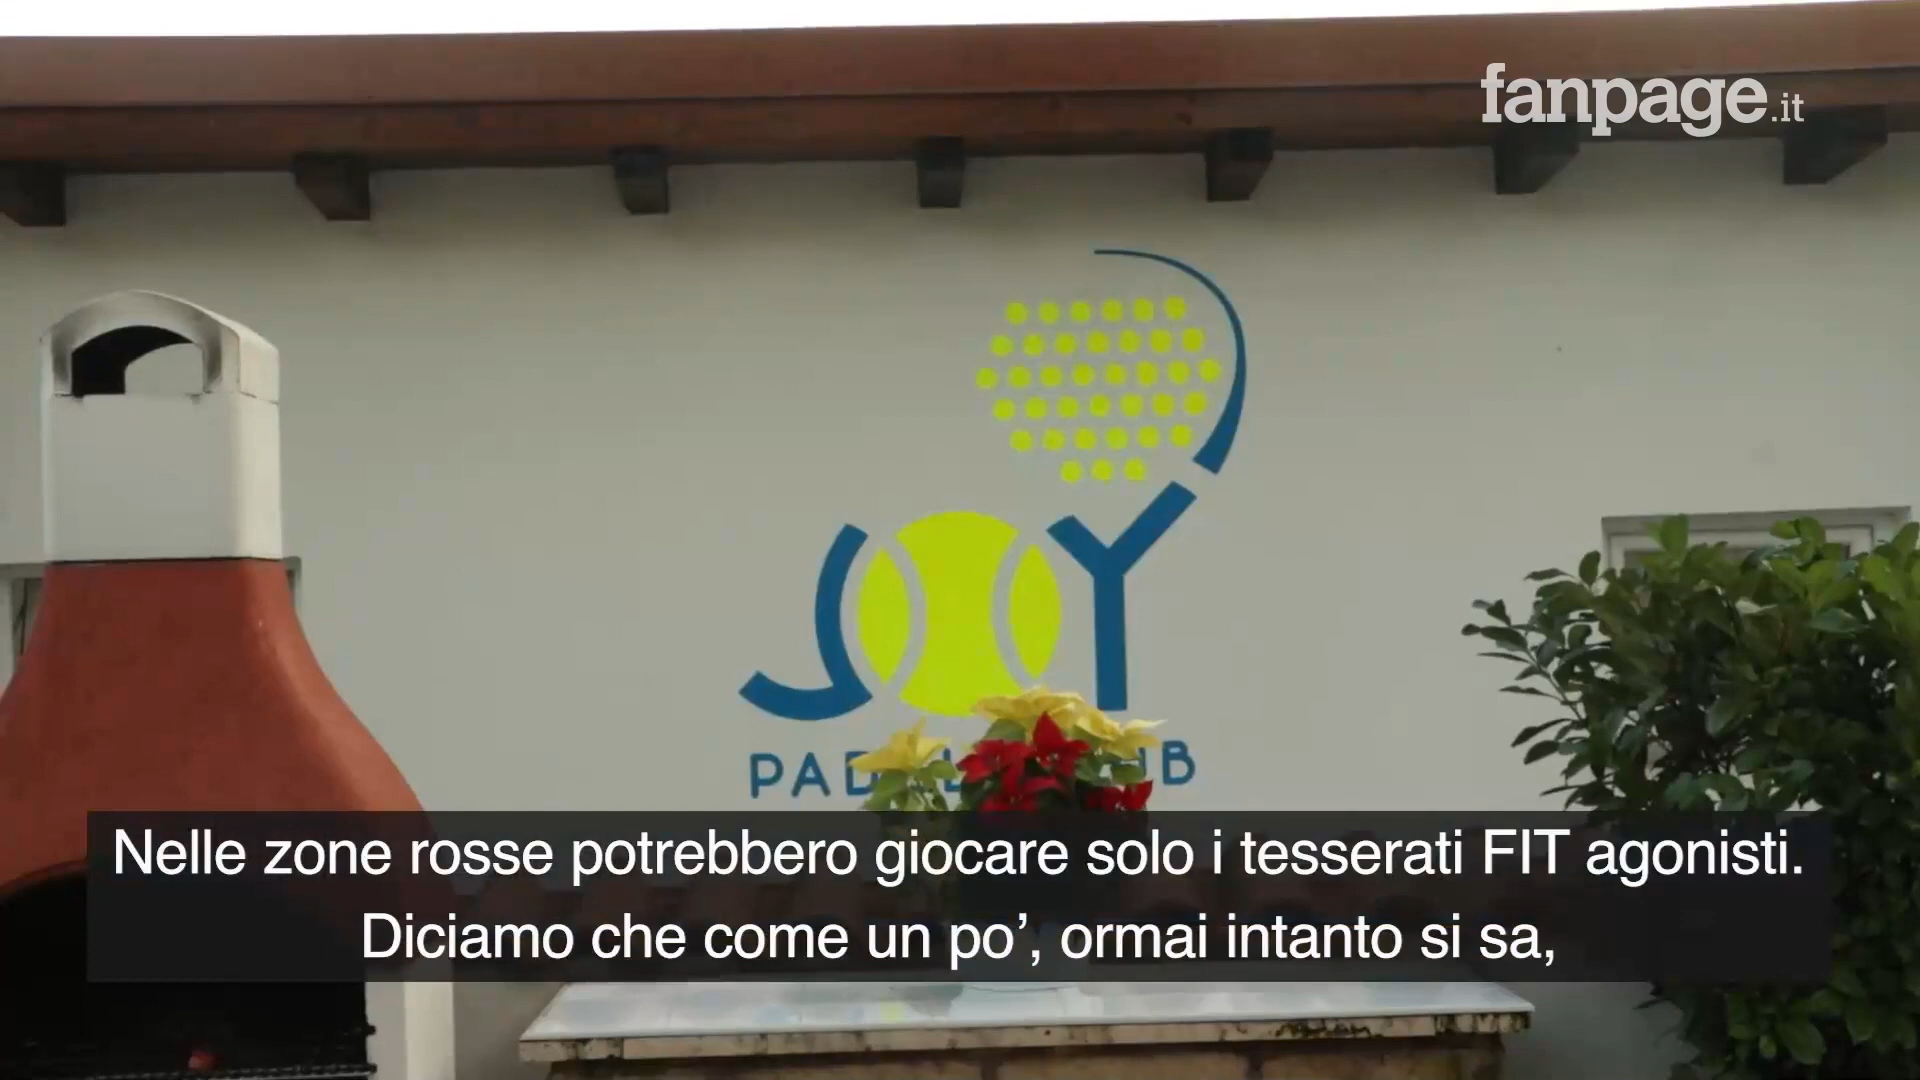 fanpage.it
JOY
Nelle zone rosse potrebbero giocare solo i tesserati FIT agonisti.
Diciamo che come un po’, ormai intanto si sa,